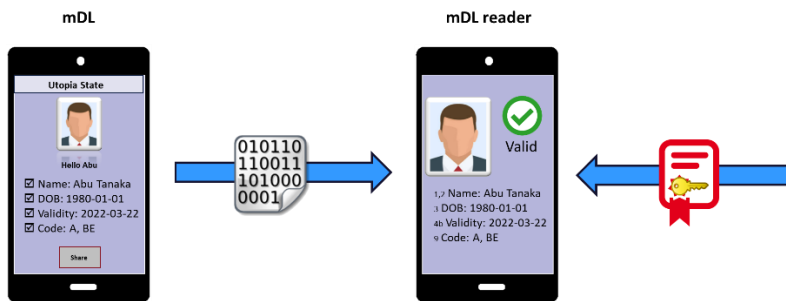 mDL
mDL reader
Utopia State
Hello Abu
☑ Name: Abu Tanaka
☑ DOB: 1980-01-01
☑ Validity: 2022-03-22
☑ Code: A, BE
Share
010110
110011
101000
0001
Valid
1,2 Name: Abu Tanaka
3 DOB: 1980-01-01
4b Validity: 2022-03-22
9 Code: A, BE